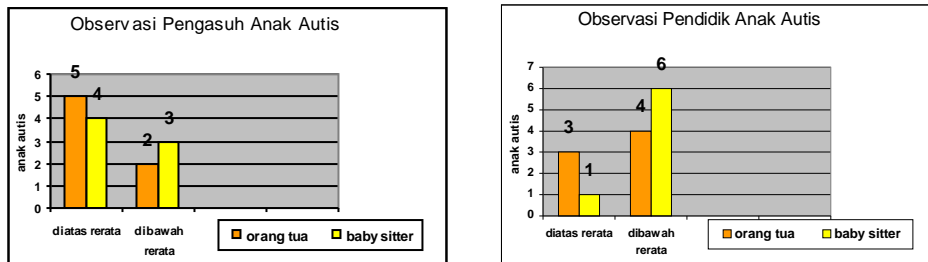 Observasi Pengasuh Anak Autis
6
5
4
3
2
1
0
anak autis
5
4
2
3
diatas rerata
dibawah
rerata
orang tua
baby sitter
Observasi Pendidik Anak Autis
7
6
5
4
3
2
1
0
anak autis
3
1
4
6
diatas rerata
dibawah
rerata
orang tua
baby sitter